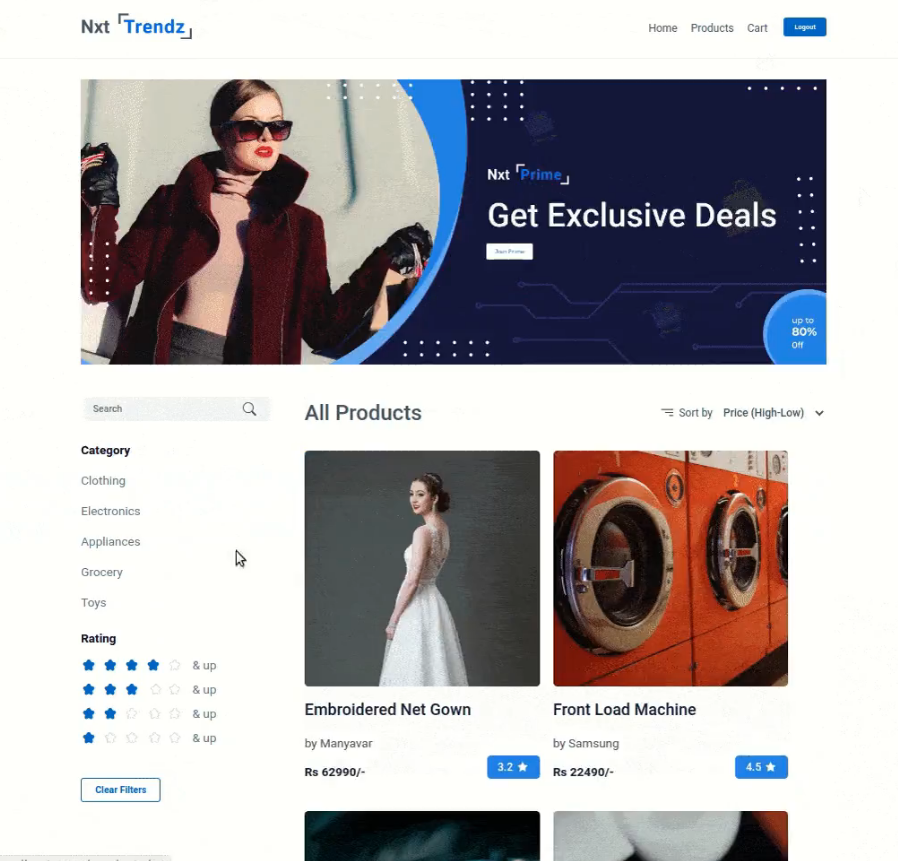 Nxt Trendz
Home Products Cart Logout
Nxt Prime
Get Exclusive Deals
Join Prime
up to
80%
Off
Search
All Products
Sort by Price (High-Low)
Category
Clothing
Electronics
Appliances
Grocery
Toys
Rating
& up
& up
& up
& up
Clear Filters
Embroidered Net Gown
by Manyavar
Rs 62990/-
3.2
Front Load Machine
by Samsung
Rs 22490/-
4.5